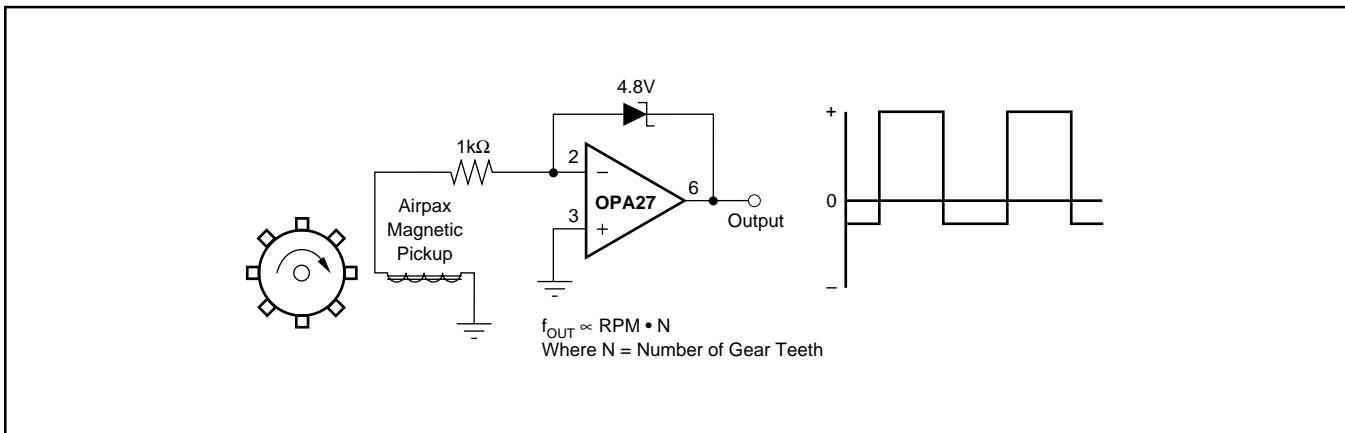 4.8V
1kΩ
2
–
OPA27
6
3
+
Output
Airpax
Magnetic
Pickup
f_OUT ∝ RPM • N
Where N = Number of Gear Teeth
+
0
–